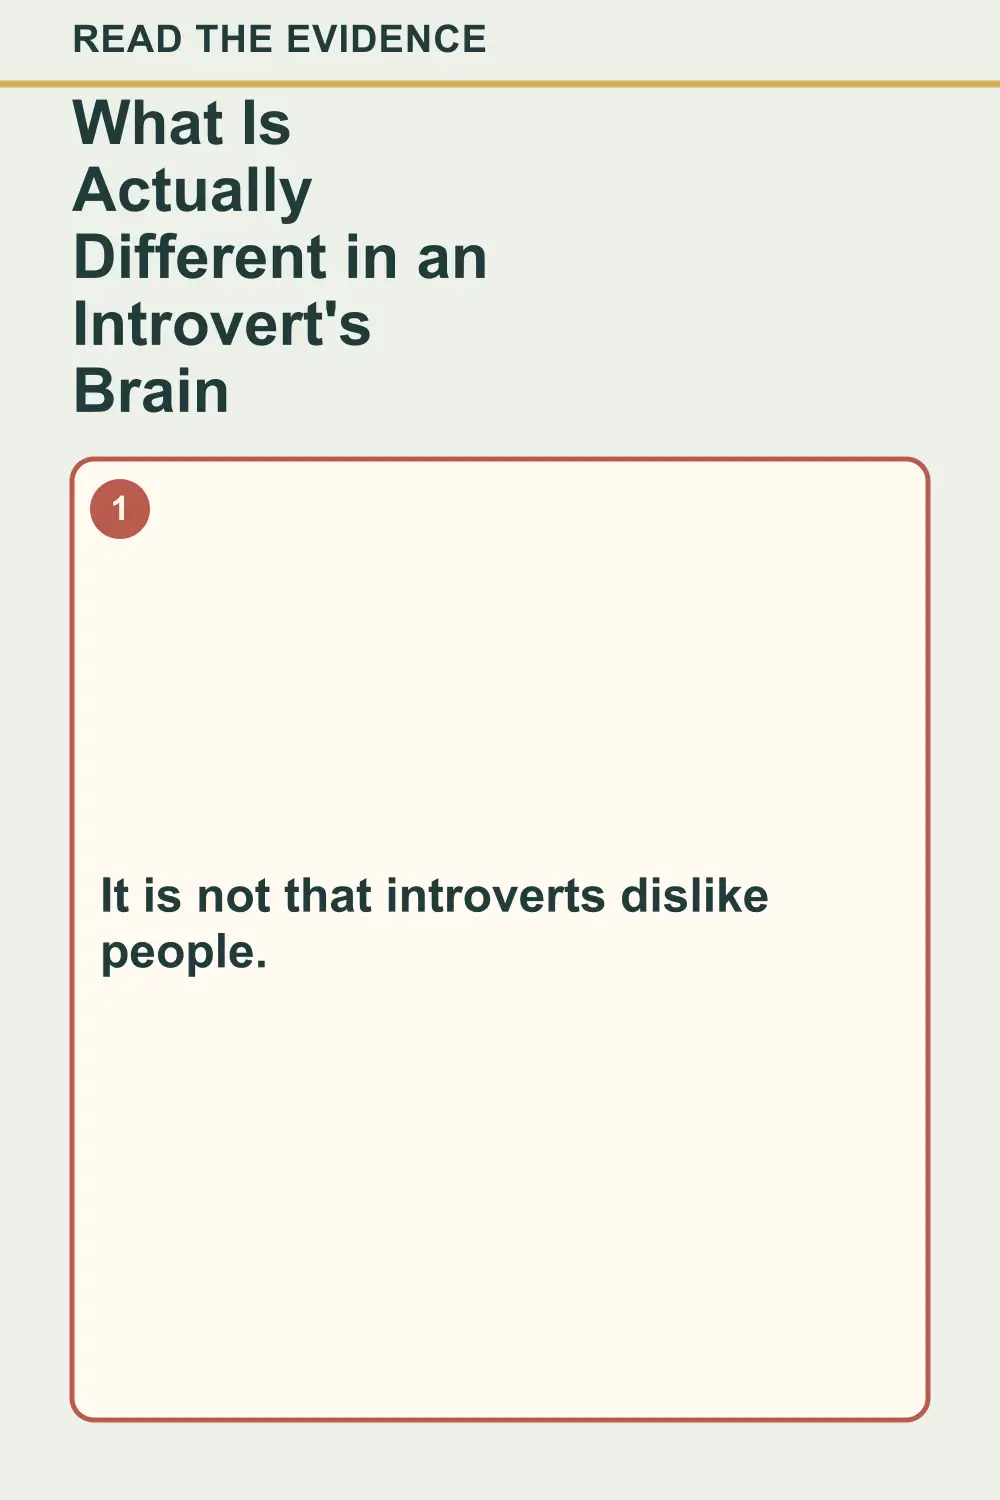 READ THE EVIDENCE
What Is
Actually
Different in an
Introvert's
Brain
1
It is not that introverts dislike
people.